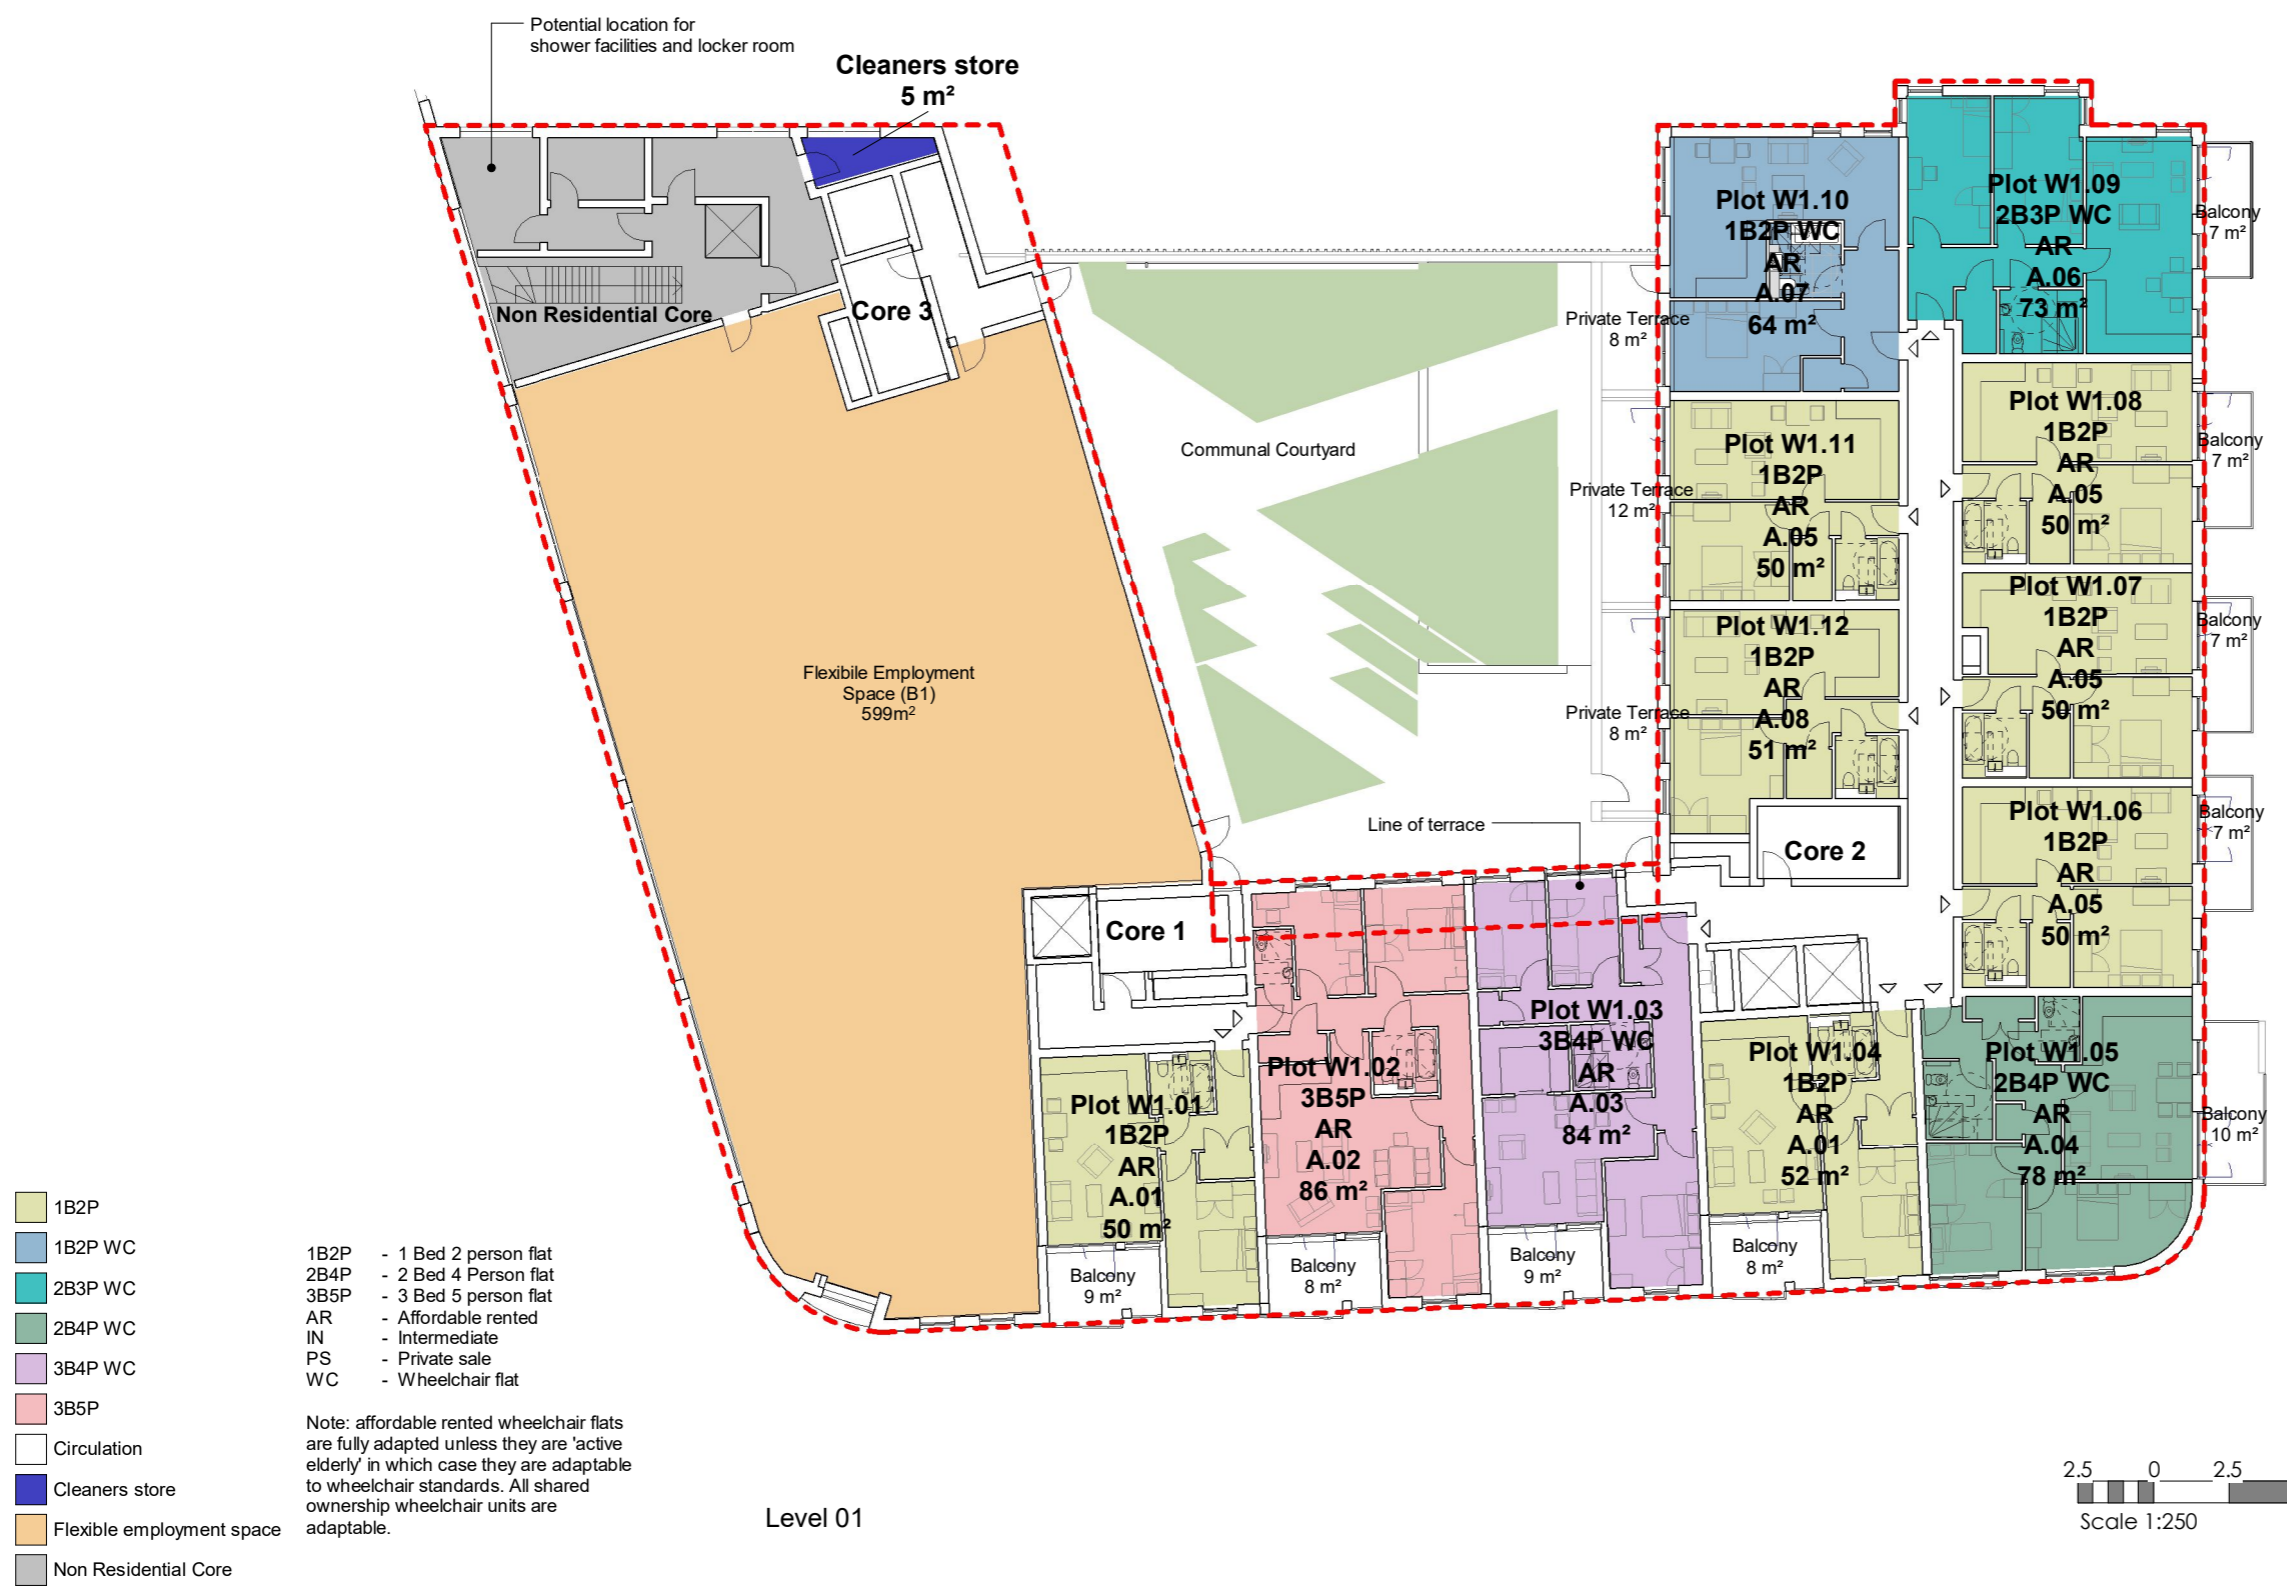 Potential location for
shower facilities and locker room
Cleaners store
5 m²
Non Residential Core
Core 3
Communal Courtyard
Flexibile Employment
Space (B1)
599m²
Private Terrace
8 m²
Private Terrace
12 m²
Private Terrace
8 m²
Line of terrace
Plot W1.10
1B2P WC
AR
A.07
64 m²
Plot W1.09
2B3P WC
AR
A.06
73 m²
Balcony
7 m²
Plot W1.11
1B2P
AR
A.05
50 m²
Plot W1.08
1B2P
AR
A.05
50 m²
Balcony
7 m²
Plot W1.12
1B2P
AR
A.08
51 m²
Plot W1.07
1B2P
AR
A.05
50 m²
Balcony
7 m²
Core 2
Plot W1.06
1B2P
AR
A.05
50 m²
Balcony
7 m²
Core 1
Plot W1.01
1B2P
AR
A.01
50 m²
Balcony
9 m²
Plot W1.02
3B5P
AR
A.02
86 m²
Balcony
8 m²
Plot W1.03
3B4P WC
AR
A.03
84 m²
Balcony
9 m²
Plot W1.04
1B2P
AR
A.01
52 m²
Balcony
8 m²
Plot W1.05
2B4P WC
AR
A.04
78 m²
Balcony
10 m²
1B2P
1B2P WC
2B3P WC
2B4P WC
3B4P WC
3B5P
Circulation
Cleaners store
Flexible employment space
Non Residential Core
1B2P - 1 Bed 2 person flat
2B4P - 2 Bed 4 Person flat
3B5P - 3 Bed 5 person flat
AR - Affordable rented
IN - Intermediate
PS - Private sale
WC - Wheelchair flat
Note: affordable rented wheelchair flats
are fully adapted unless they are 'active
elderly' in which case they are adaptable
to wheelchair standards. All shared
ownership wheelchair units are
adaptable.
Level 01
2.5 0 2.5
Scale 1:250